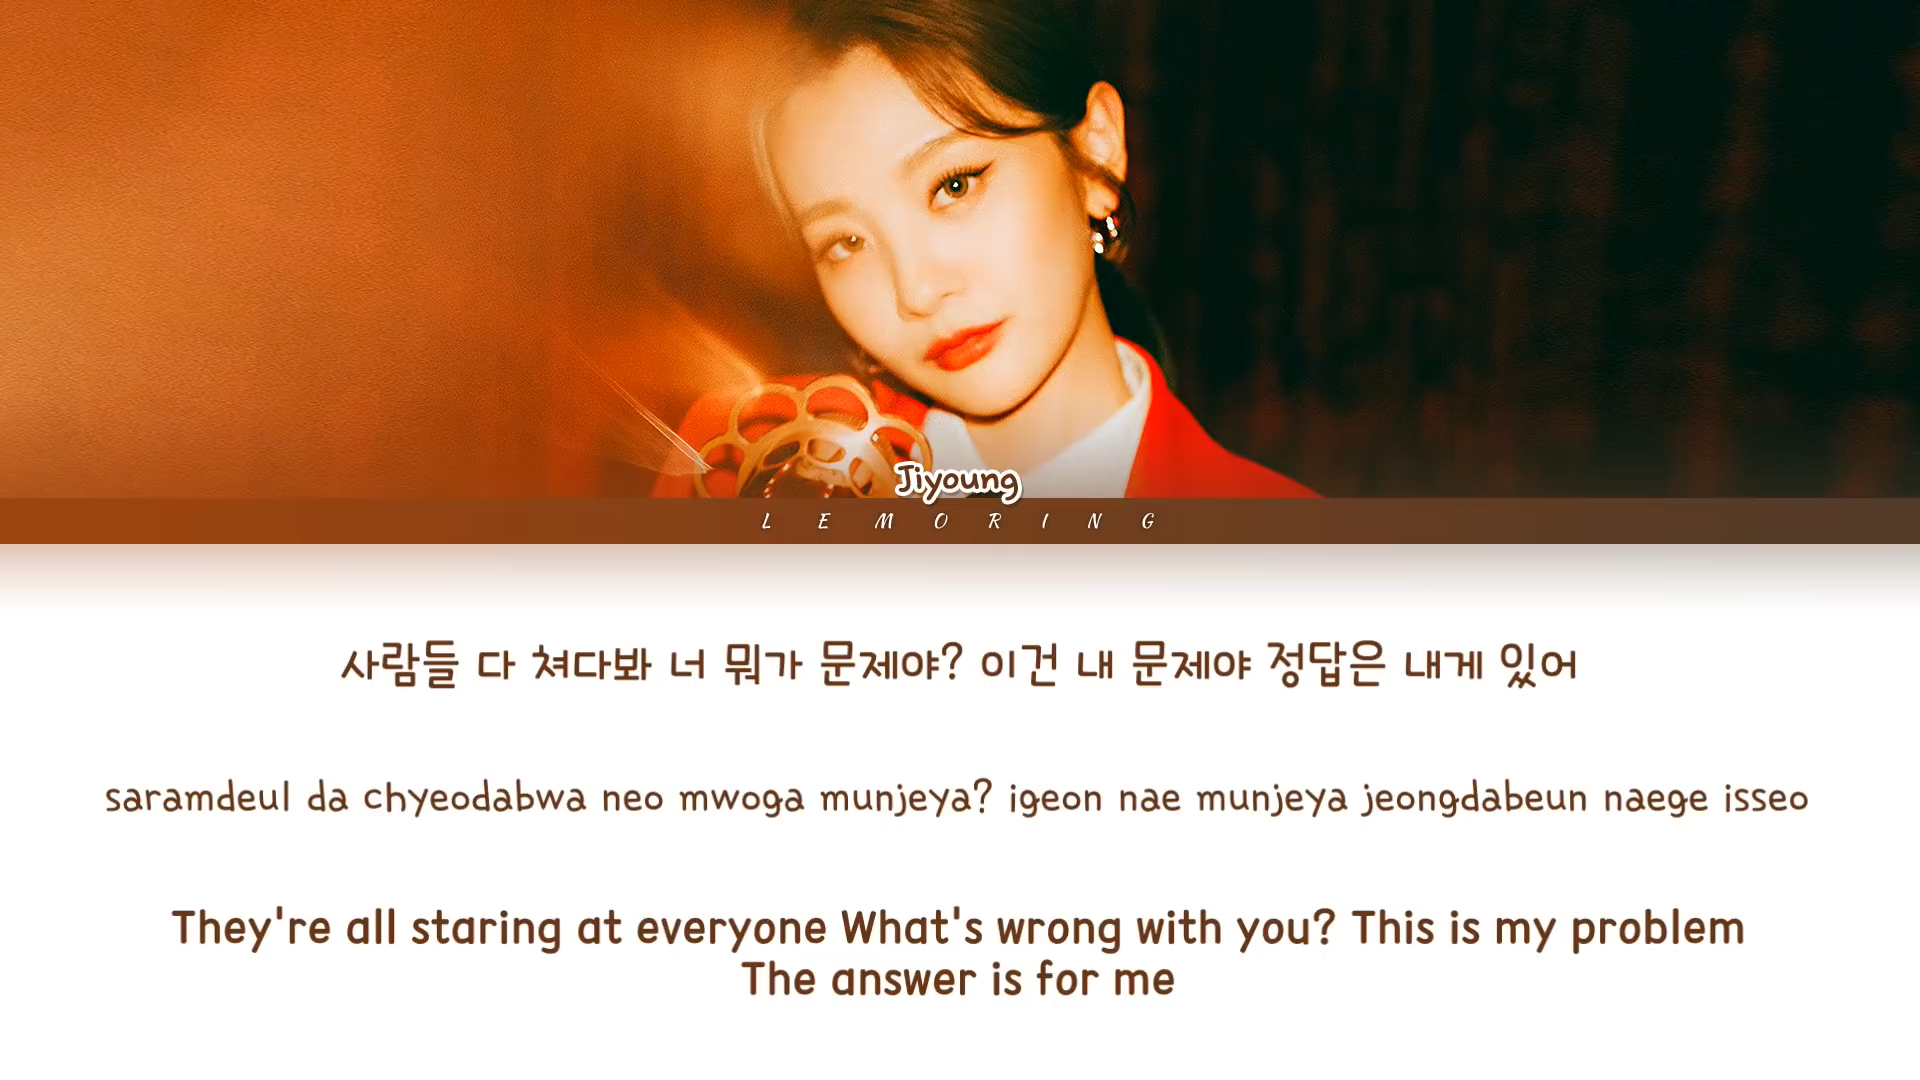 Jiyoung
LEMORING
사람들 다 쳐다봐 너 뭐가 문제야? 이건 내 문제야 정답은 내게 있어
saramdeul da chyeodabwa neo mwoga munjeya? igeon nae munjeya jeongdabeun naege isseo
They're all staring at everyone What's wrong with you? This is my problem
The answer is for me